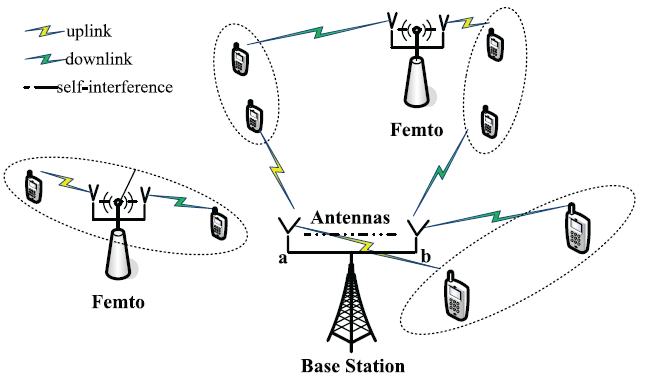 uplink
downlink
self-interference
Femto
Antennas
a
b
Femto
Base Station